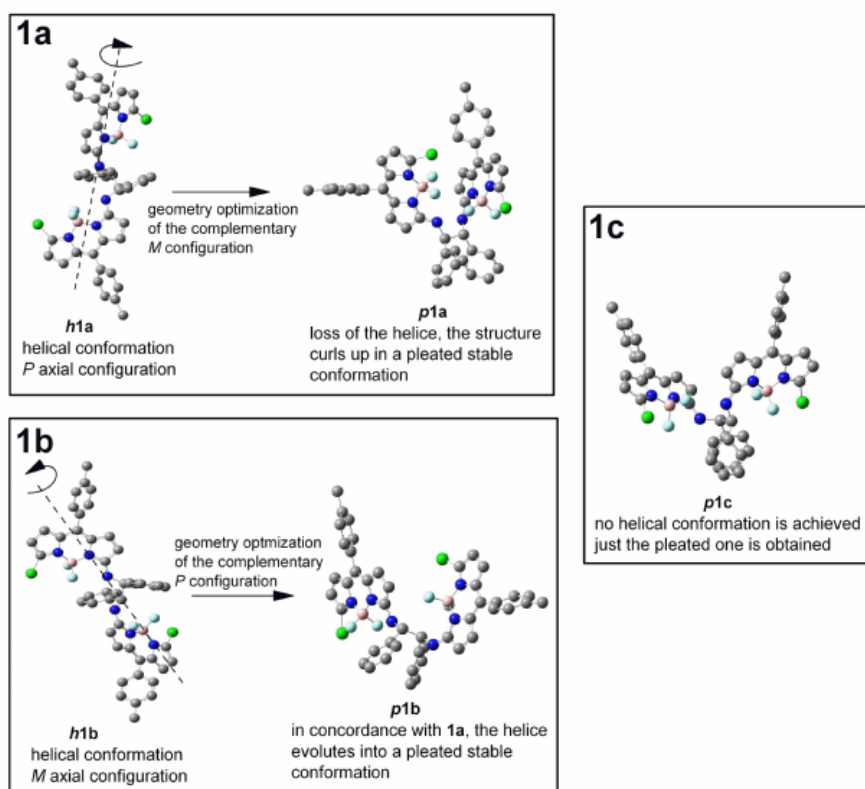 1a
geometry optimization
of the complementary
M configuration
h1a
helical conformation
P axial configuration
p1a
loss of the helice, the structure
curls up in a pleated stable
conformation
1b
geometry optmization
of the complementary
P configuration
h1b
helical conformation
M axial configuration
p1b
in concordance with 1a, the helice
evolutes into a pleated stable
conformation
1c
p1c
no helical conformation is achieved
just the pleated one is obtained